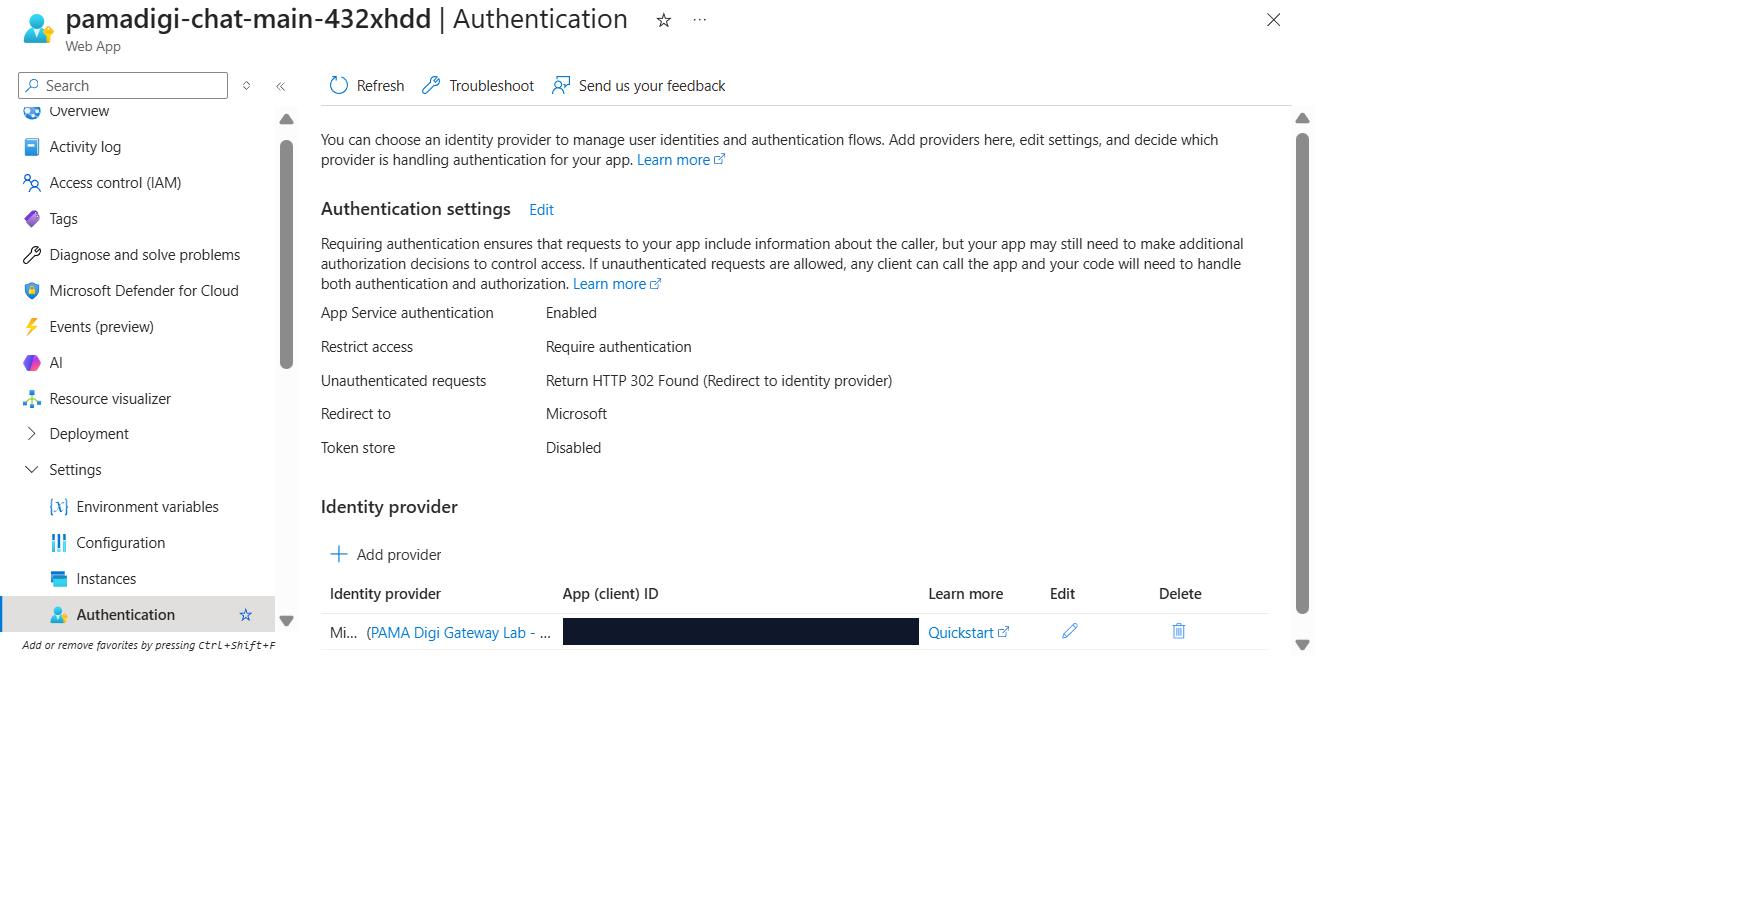 pamadigi-chat-main-432xhdd | Authentication
Web App
Search
Overview
Activity log
Access control (IAM)
Tags
Diagnose and solve problems
Microsoft Defender for Cloud
Events (preview)
AI
Resource visualizer
Deployment
Settings
Environment variables
Configuration
Instances
Authentication
Add or remove favorites by pressing Ctrl+Shift+F
Refresh
Troubleshoot
Send us your feedback
You can choose an identity provider to manage user identities and authentication flows. Add providers here, edit settings, and decide which
provider is handling authentication for your app. Learn more
Authentication settings Edit
Requiring authentication ensures that requests to your app include information about the caller, but your app may still need to make additional
authorization decisions to control access. If unauthenticated requests are allowed, any client can call the app and your code will need to handle
both authentication and authorization. Learn more
App Service authentication Enabled
Restrict access Require authentication
Unauthenticated requests Return HTTP 302 Found (Redirect to identity provider)
Redirect to Microsoft
Token store Disabled
Identity provider
Add provider
Identity provider App (client) ID Learn more Edit Delete
Mi... (PAMA Digi Gateway Lab - ... Quickstart